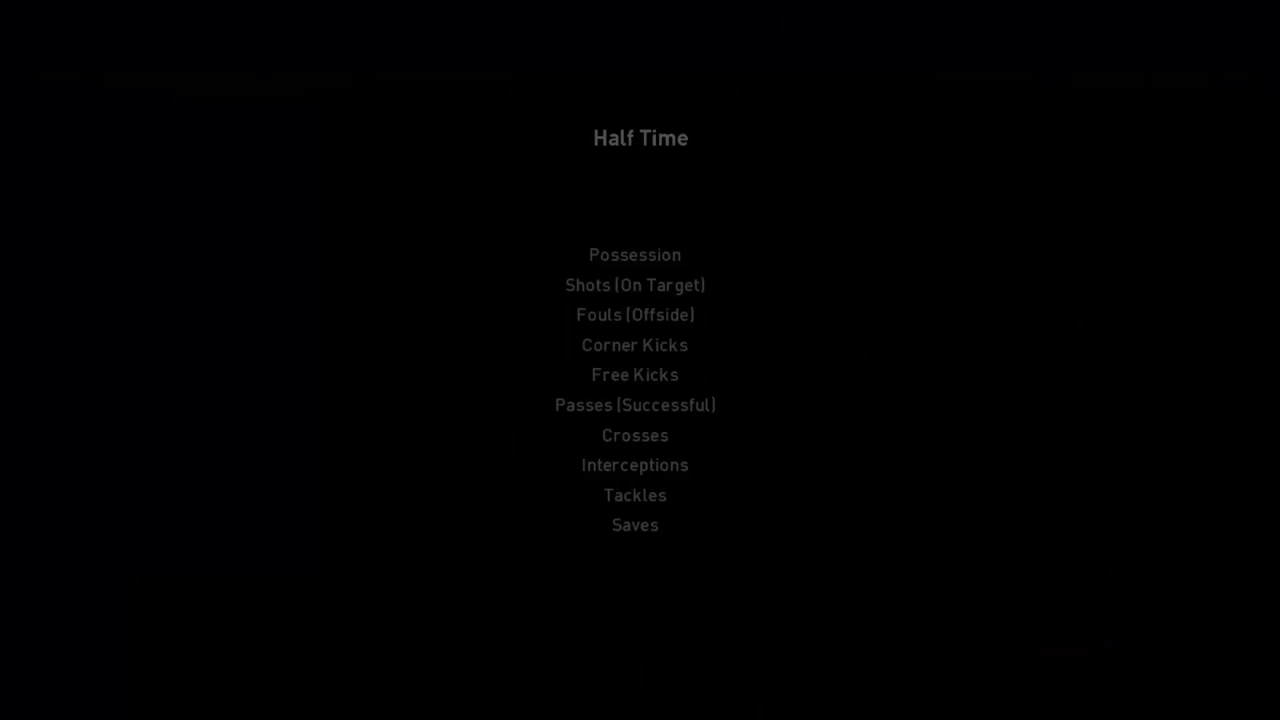 Half Time
Possession
Shots (On Target)
Fouls (Offside)
Corner Kicks
Free Kicks
Passes (Successful)
Crosses
Interceptions
Tackles
Saves